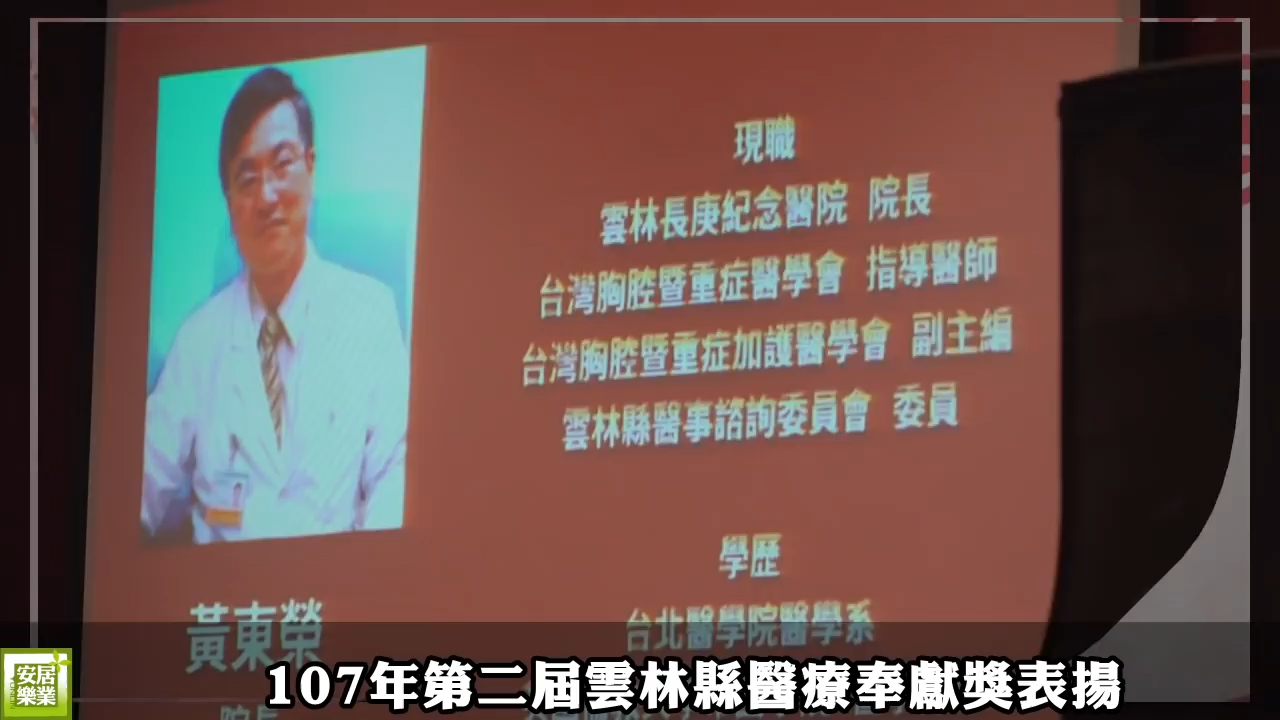 現職
雲林長庚紀念醫院 院長
台灣胸腔暨重症醫學會 指導醫師
台灣胸腔暨重症加護醫學會 副主編
雲林縣醫事諮詢委員會 委員
學歷
台北醫學院醫學系
黃東榮
院長
安居
樂業
107年第二屆雲林縣醫療奉獻獎表揚